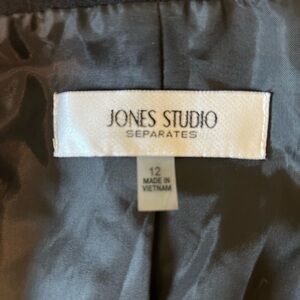 JONES STUDIO
SEPARATES
12
MADE IN
VIETNAM